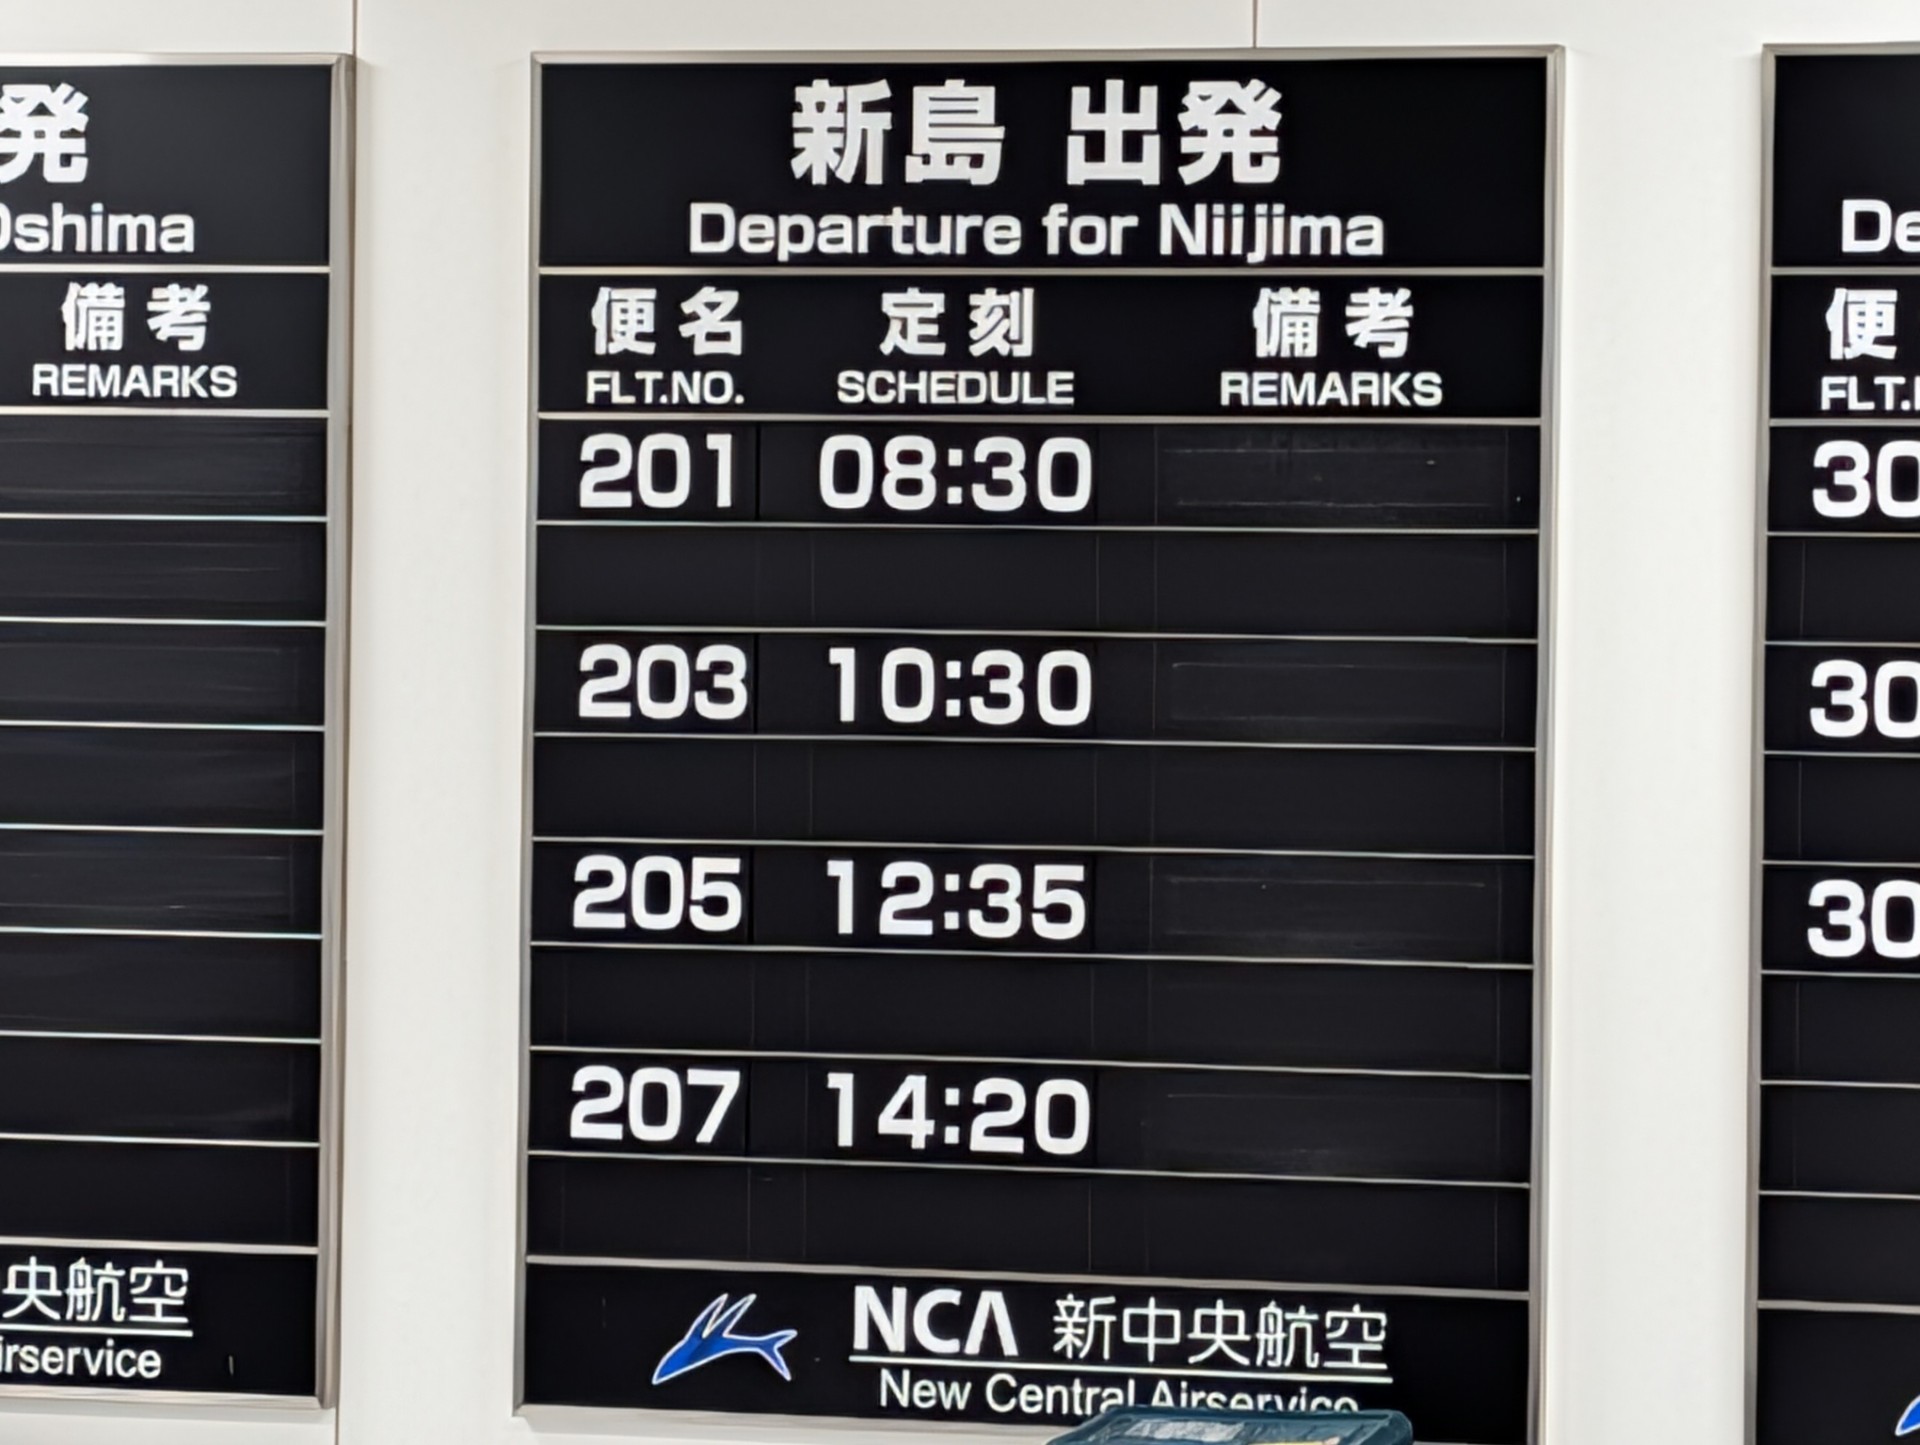 発
Oshima
備考
REMARKS
央航空
irservice
新島 出発
Departure for Niijima
便名 定刻 備考
FLT.NO. SCHEDULE REMARKS
201 08:30
203 10:30
205 12:35
207 14:20
NCA 新中央航空
New Central Airservice
De
便
FLT.
30
30
30